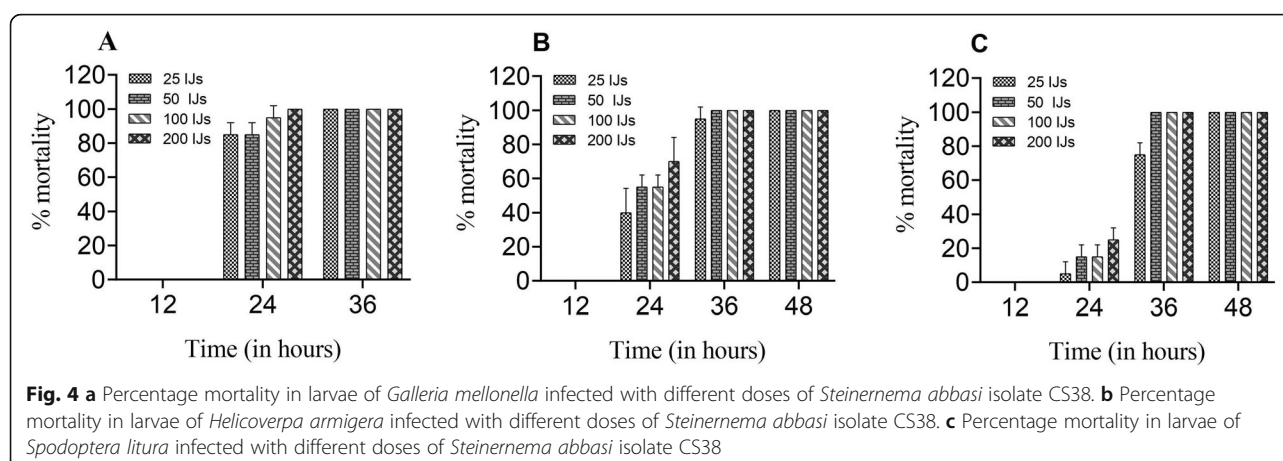 A
% mortality
120
100
80
60
40
20
0
25 IJs
50 IJs
100 IJs
200 IJs
12
24
36
Time (in hours)
B
% mortality
120
100
80
60
40
20
0
25 IJs
50 IJs
100 IJs
200 IJs
12
24
36
48
Time (in hours)
C
% mortality
120
100
80
60
40
20
0
25 IJs
50 IJs
100 IJs
200 IJs
12
24
36
48
Time (in hours)
Fig. 4 a Percentage mortality in larvae of Galleria mellonella infected with different doses of Steinernema abbasi isolate CS38. b Percentage
mortality in larvae of Helicoverpa armigera infected with different doses of Steinernema abbasi isolate CS38. c Percentage mortality in larvae of
Spodoptera litura infected with different doses of Steinernema abbasi isolate CS38